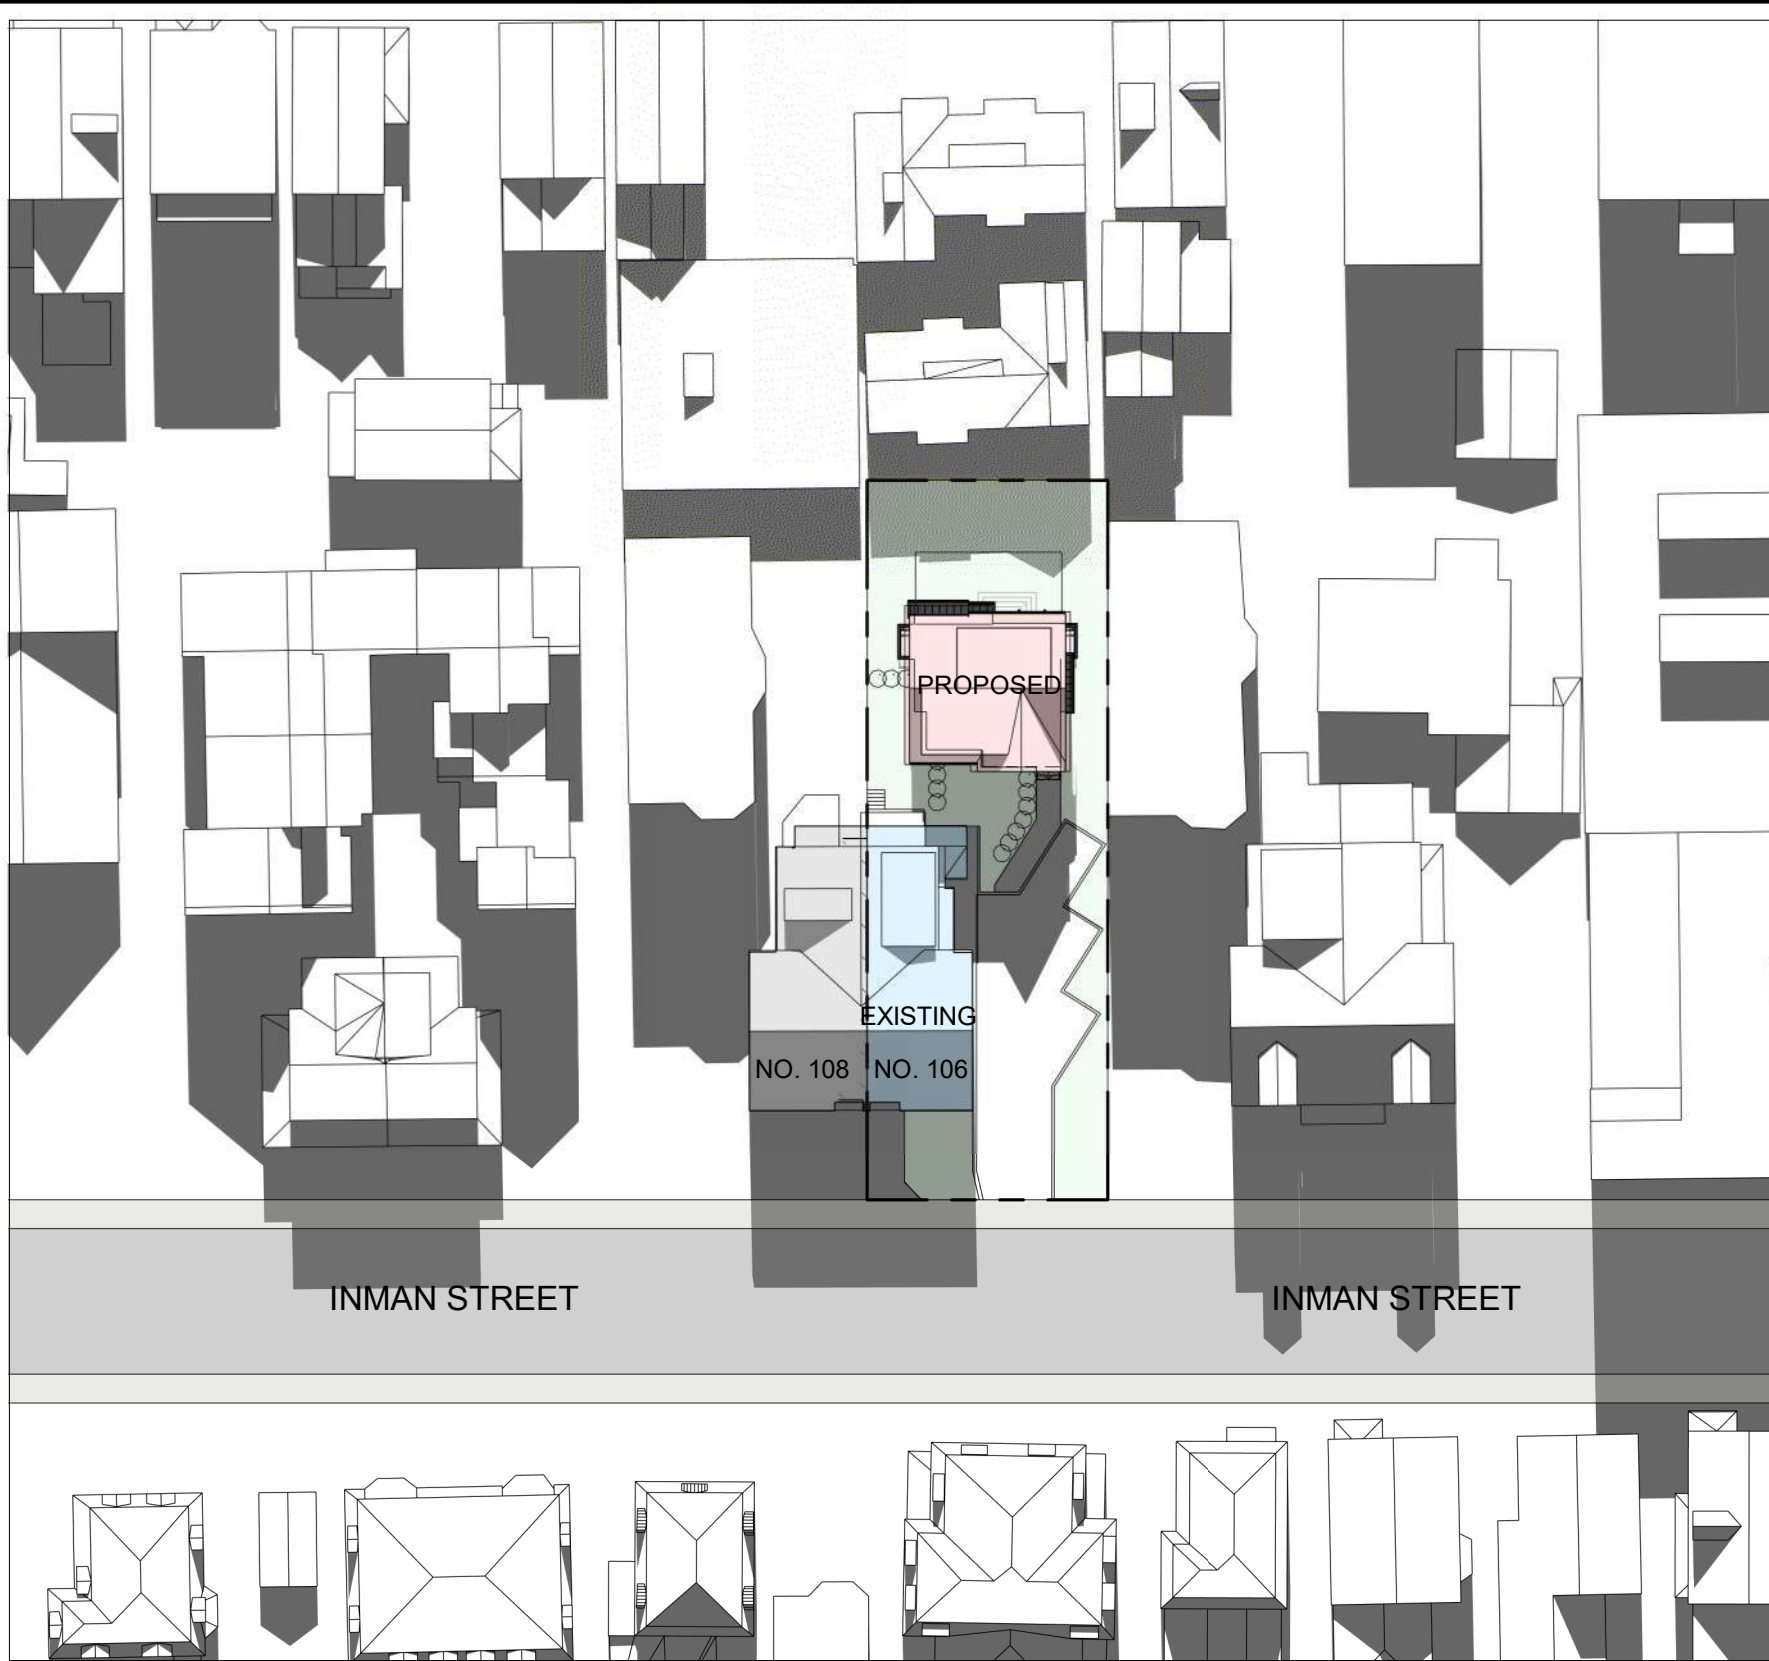 PROPOSED
EXISTING
NO. 108 NO. 106
INMAN STREET INMAN STREET